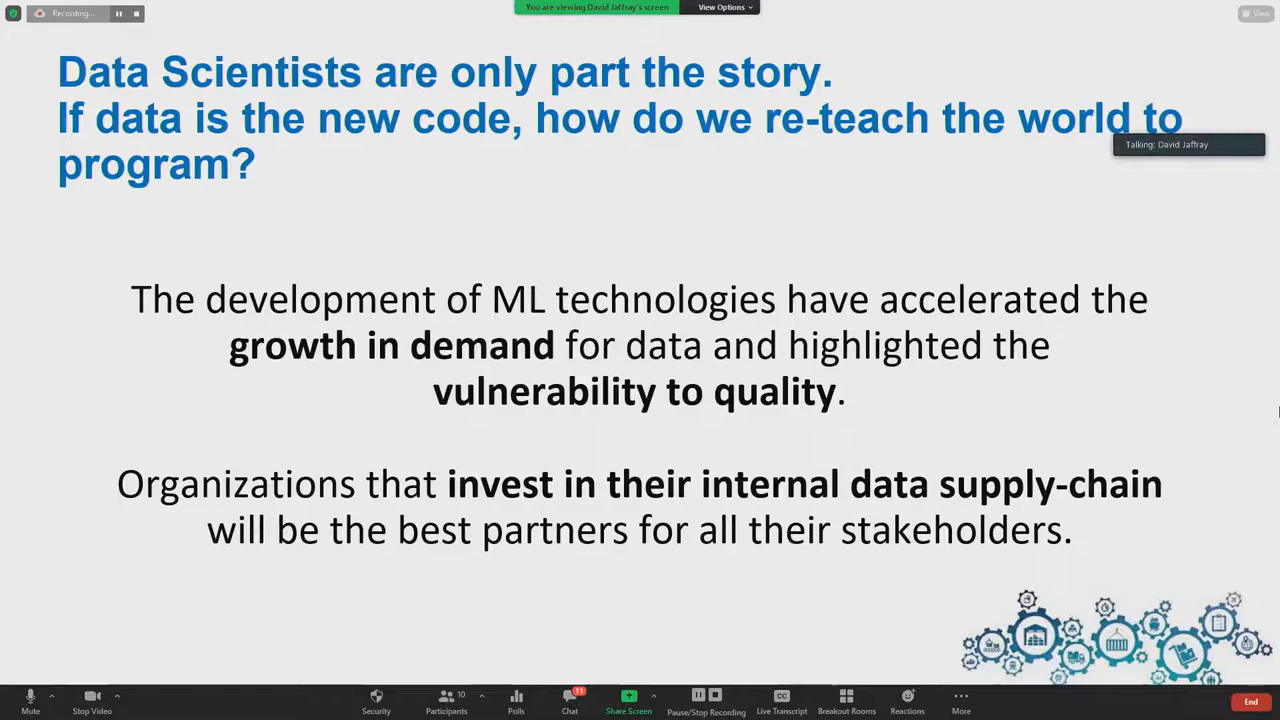 Recording...
You are viewing David Jaffray's screen
View Options
View
Data Scientists are only part the story.
If data is the new code, how do we re-teach the world to
program?
Talking: David Jaffray
The development of ML technologies have accelerated the
growth in demand for data and highlighted the
vulnerability to quality.
Organizations that invest in their internal data supply-chain
will be the best partners for all their stakeholders.
Mute
Stop Video
Security
Participants 10
Polls
Chat 11
Share Screen
Pause/Stop Recording
CC Live Transcript
Breakout Rooms
Reactions
More
End